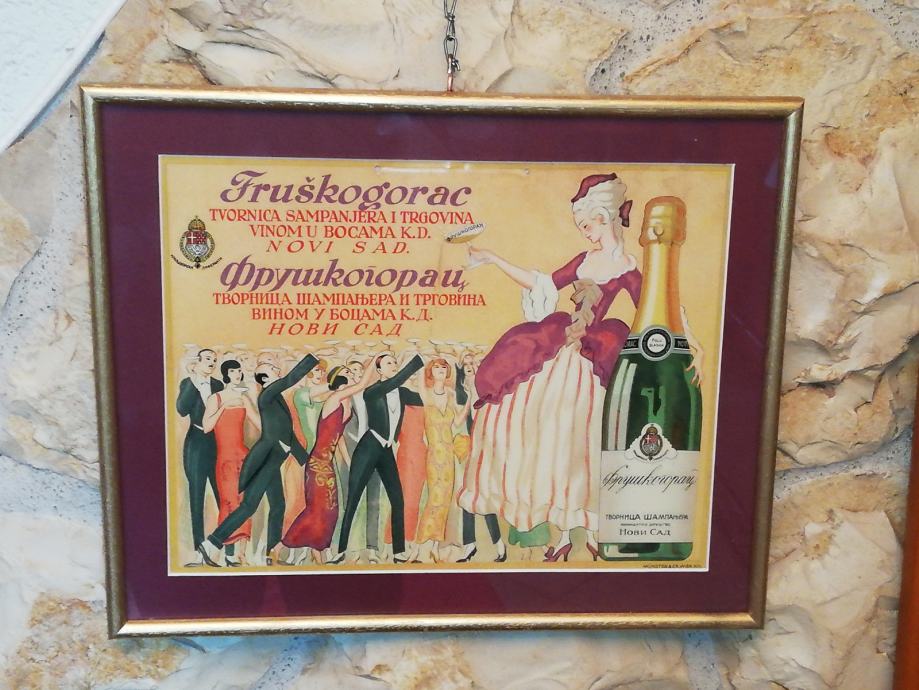 Fruškogorac
TVORNICA SAMPANJERA I TRGOVINA
VINOM U BOCAMA K.D.
NOVI SAD.
Фрушкогорац
ТВОРНИЦА ШАМПАЊЕРА И ТРГОВИНА
ВИНОМ У БОЦАМА К.Д.
НОВИ САД
ФРУШКОГОРАЦ
Фрушкогорац
ТВОРНИЦА ШАМПАЊЕРА
НОВИ САД